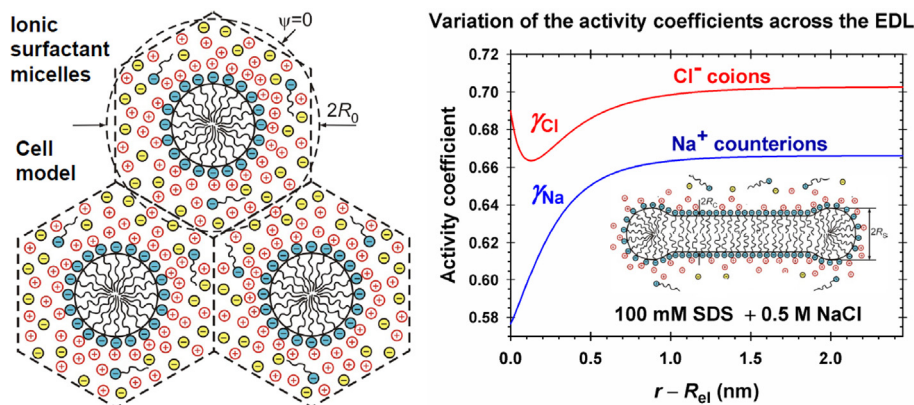 Ionic
surfactant
micelles
ψ=0
2R₀
Cell
model
Variation of the activity coefficients across the EDL
Activity coefficient
0.72
0.70
0.68
0.66
0.64
0.62
0.60
0.58
Cl⁻ coions
γCl
Na⁺ counterions
γNa
100 mM SDS + 0.5 M NaCl
0.0
0.5
1.0
1.5
2.0
r − Rel (nm)